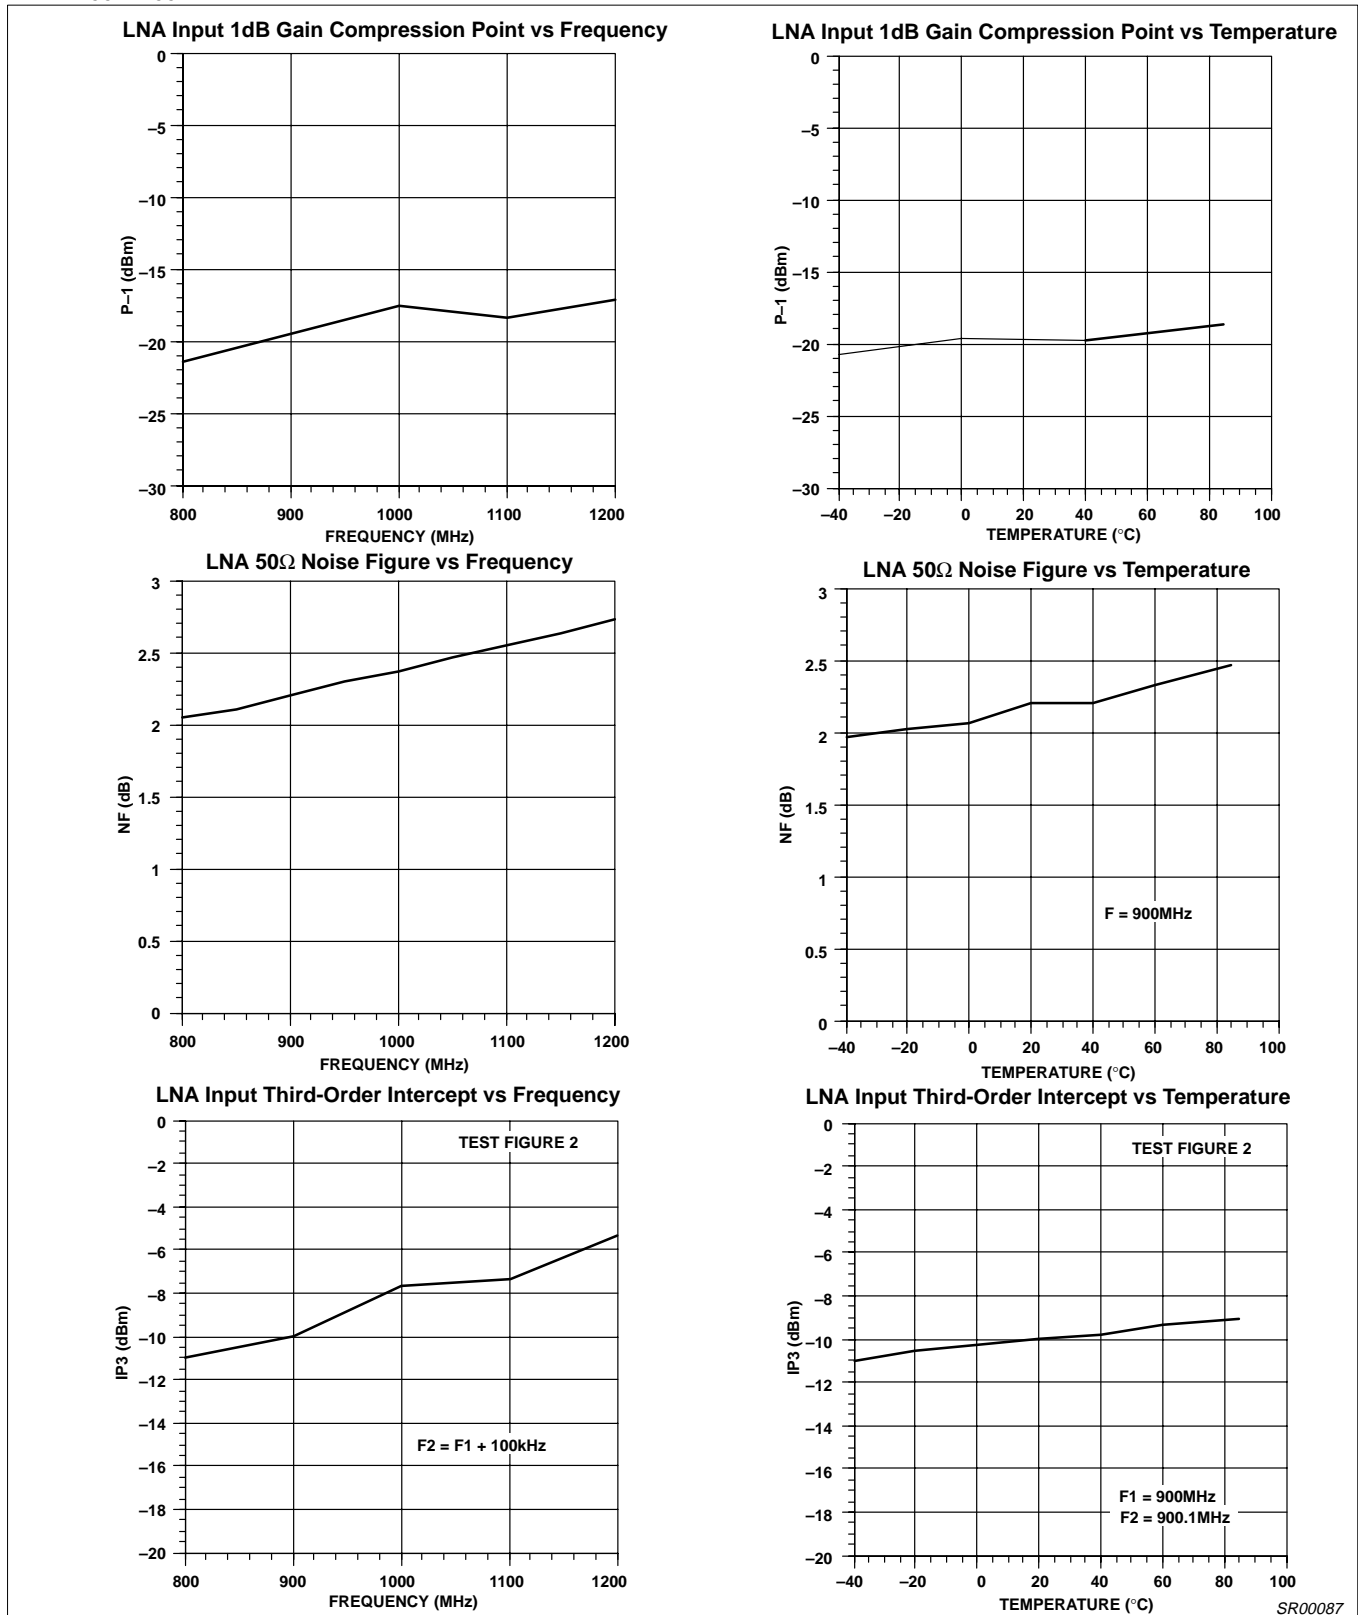 LNA Input 1dB Gain Compression Point vs Frequency
0
–5
–10
–15
–20
–25
–30
P–1 (dBm)
800 900 1000 1100 1200
FREQUENCY (MHz)
LNA Input 1dB Gain Compression Point vs Temperature
0
–5
–10
–15
–20
–25
–30
P–1 (dBm)
–40 –20 0 20 40 60 80 100
TEMPERATURE (°C)
LNA 50Ω Noise Figure vs Frequency
3
2.5
2
1.5
1
0.5
0
NF (dB)
800 900 1000 1100 1200
FREQUENCY (MHz)
LNA 50Ω Noise Figure vs Temperature
3
2.5
2
1.5
1
0.5
0
NF (dB)
F = 900MHz
–40 –20 0 20 40 60 80 100
TEMPERATURE (°C)
LNA Input Third-Order Intercept vs Frequency
0
–2
–4
–6
–8
–10
–12
–14
–16
–18
–20
IP3 (dBm)
TEST FIGURE 2
F2 = F1 + 100kHz
800 900 1000 1100 1200
FREQUENCY (MHz)
LNA Input Third-Order Intercept vs Temperature
0
–2
–4
–6
–8
–10
–12
–14
–16
–18
–20
IP3 (dBm)
TEST FIGURE 2
F1 = 900MHz
F2 = 900.1MHz
–40 –20 0 20 40 60 80 100
TEMPERATURE (°C)
SR00087